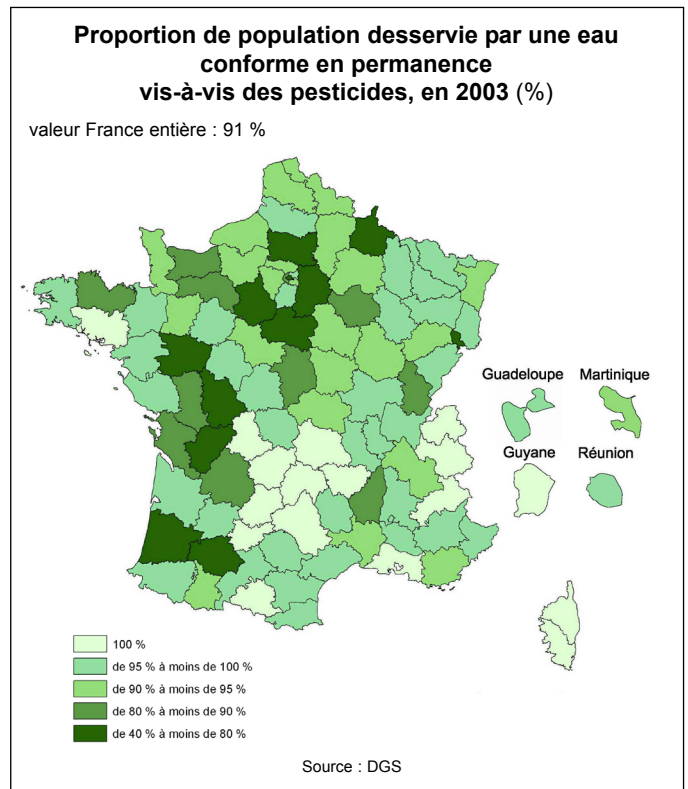 Proportion de population desservie par une eau
conforme en permanence
vis-à-vis des pesticides, en 2003 (%)
valeur France entière : 91 %
Guadeloupe Martinique
Guyane Réunion
100 %
de 95 % à moins de 100 %
de 90 % à moins de 95 %
de 80 % à moins de 90 %
de 40 % à moins de 80 %
Source : DGS